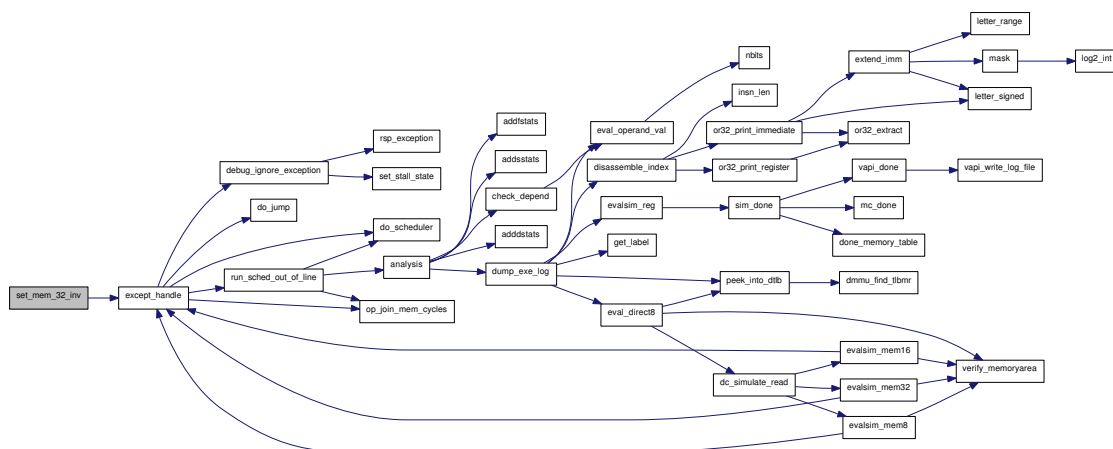 set_mem_32_inv
except_handle
debug_ignore_exception
do_jump
run_sched_out_of_line
rsp_exception
set_stall_state
do_scheduler
analysis
op_join_mem_cycles
addfstats
addsstats
check_depend
adddstats
dump_exe_log
eval_operand_val
disassemble_index
evalsim_reg
get_label
eval_direct8
nbits
insn_len
or32_print_immediate
or32_print_register
sim_done
peek_into_dtlb
dc_simulate_read
extend_imm
or32_extract
vapi_done
mc_done
done_memory_table
dmmu_find_tlbmr
evalsim_mem16
evalsim_mem32
evalsim_mem8
letter_range
mask
letter_signed
vapi_write_log_file
verify_memoryarea
log2_int